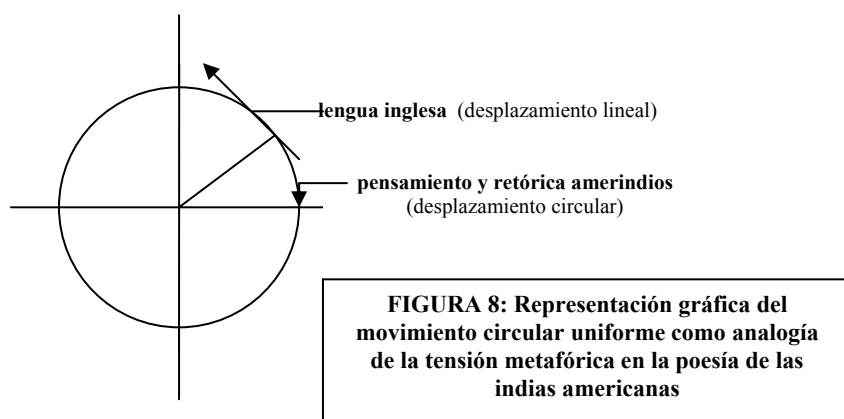 lengua inglesa (desplazamiento lineal)
pensamiento y retórica amerindios
(desplazamiento circular)
FIGURA 8: Representación gráfica del
movimiento circular uniforme como analogía
de la tensión metafórica en la poesía de las
indias americanas